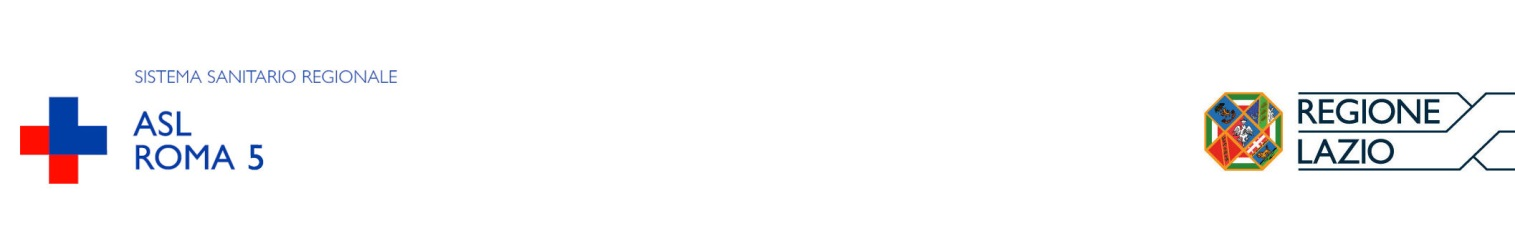 SISTEMA SANITARIO REGIONALE
ASL
ROMA 5
REGIONE
LAZIO